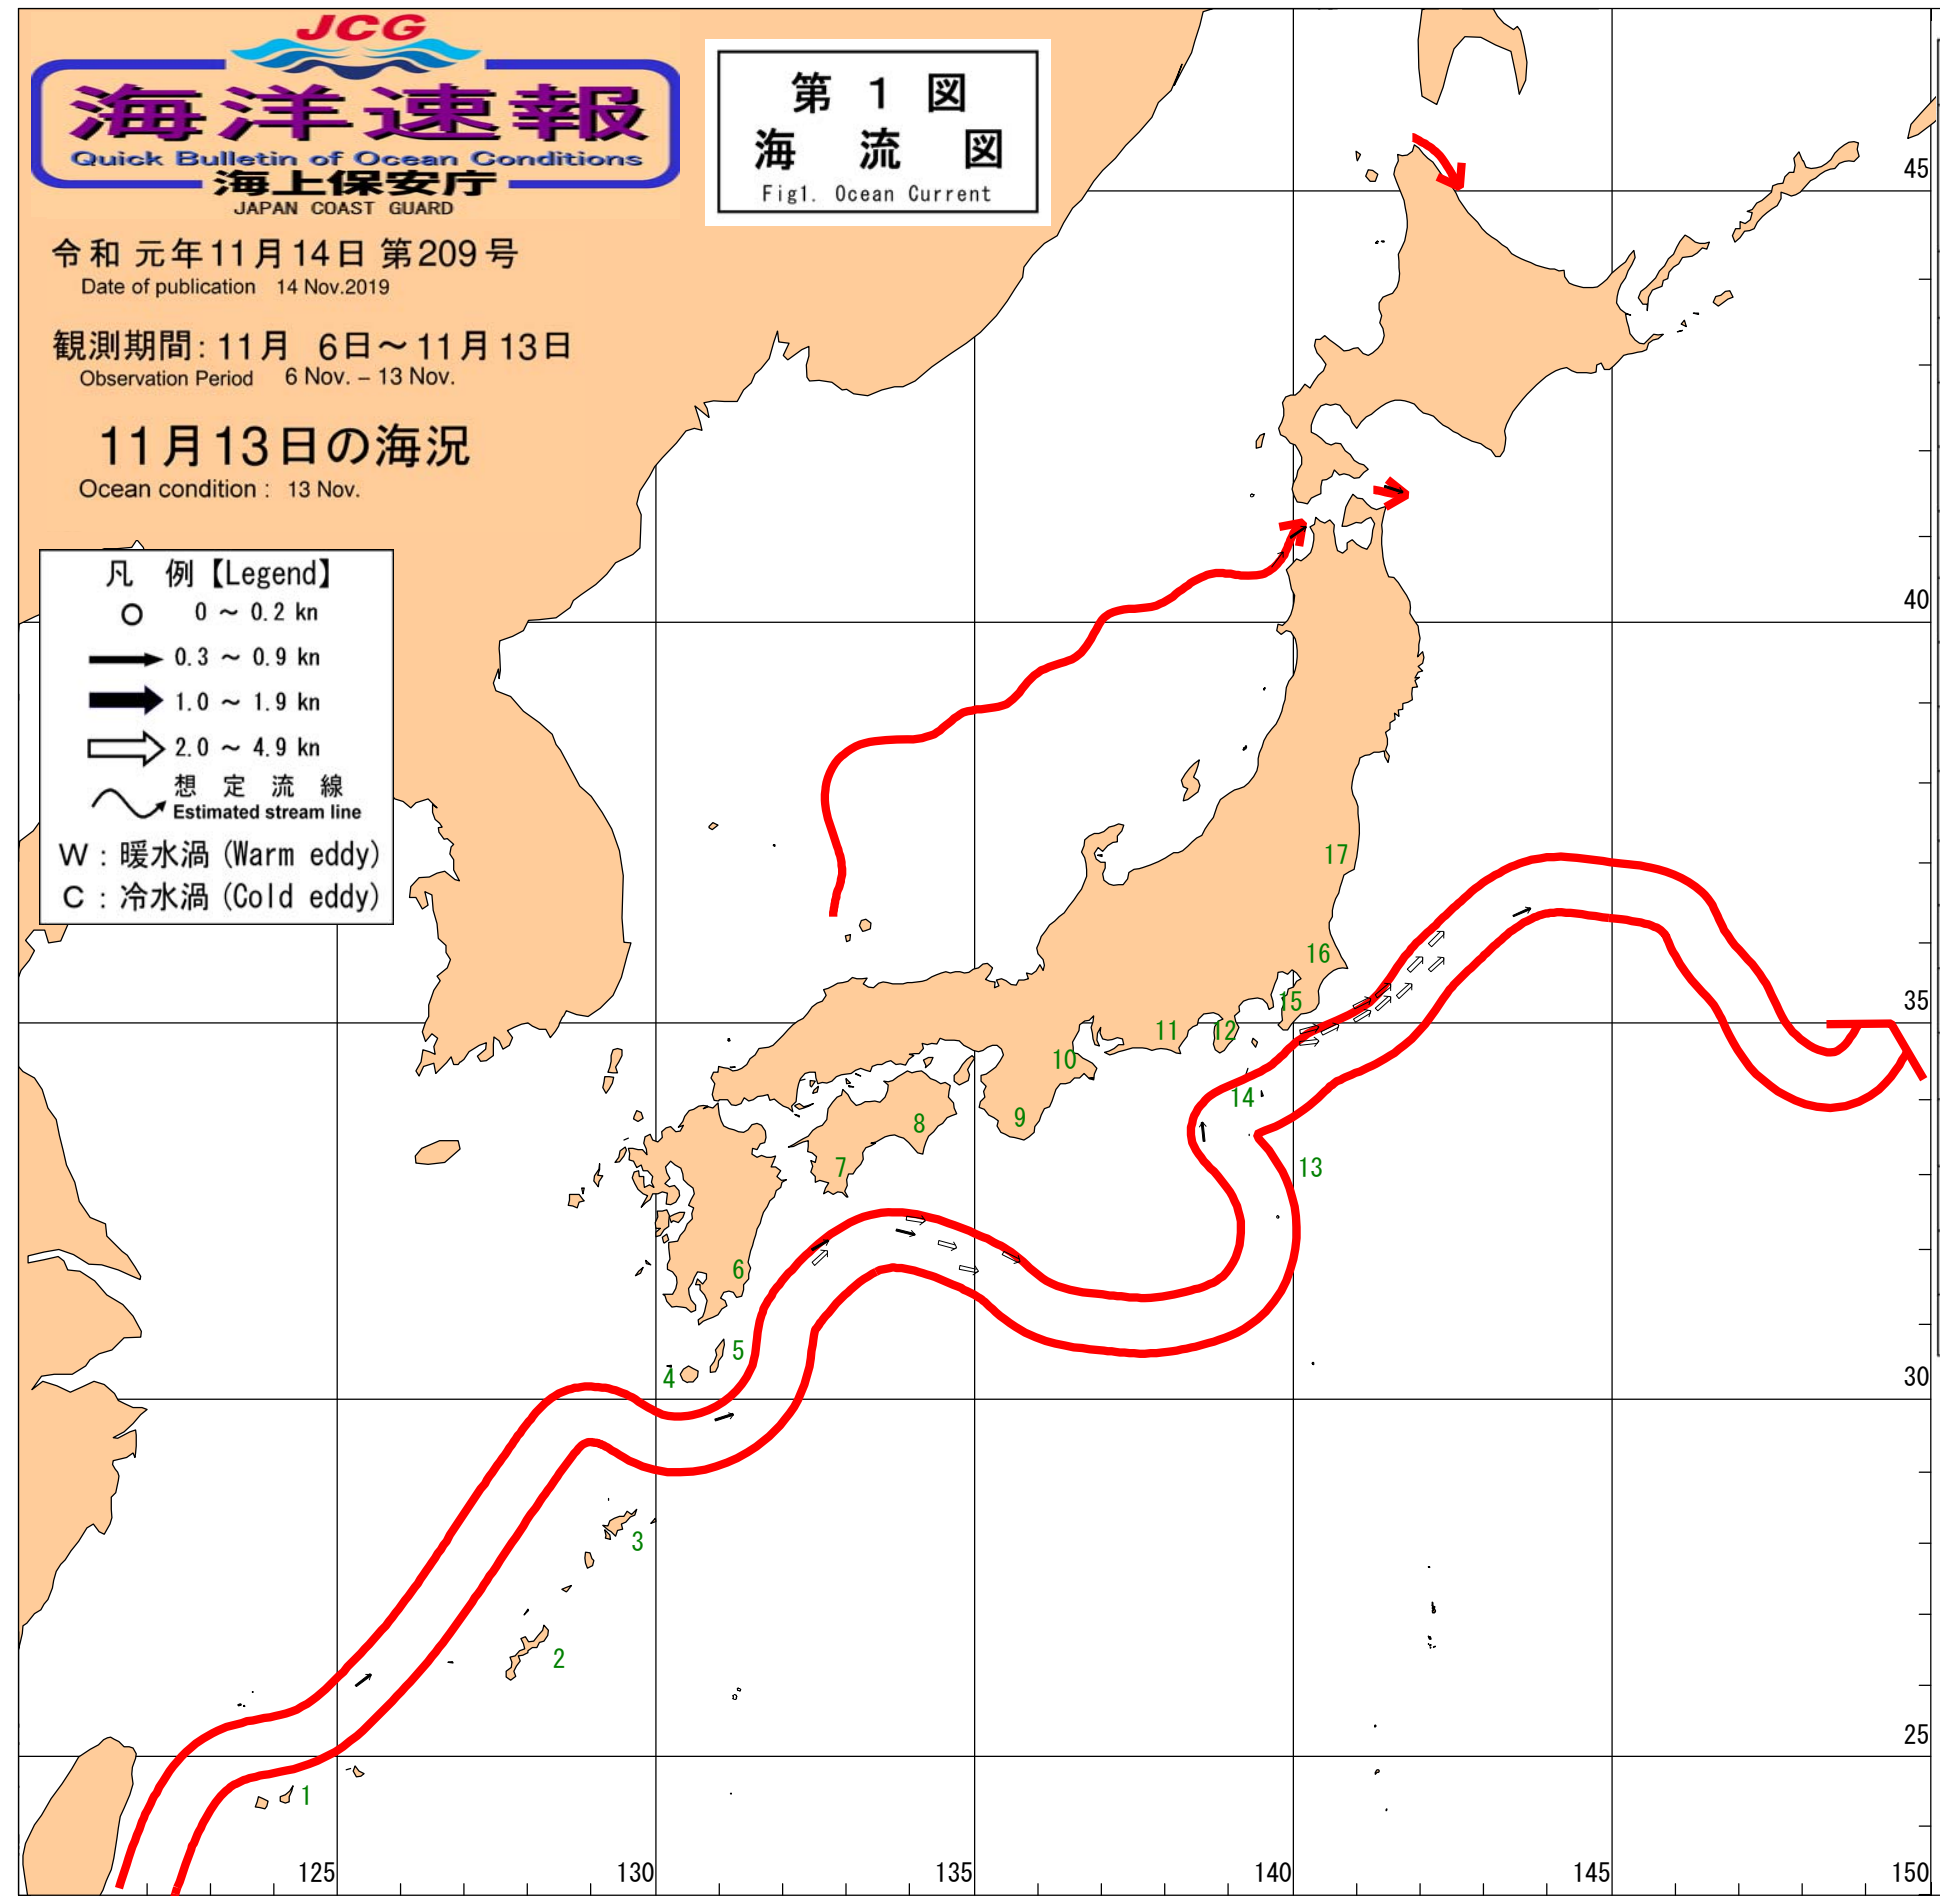 JCG
海洋速報
Quick Bulletin of Ocean Conditions
海上保安庁
JAPAN COAST GUARD
令和 元年11月14日 第209号
Date of publication 14 Nov.2019
観測期間: 11月 6日～11月13日
Observation Period 6 Nov. – 13 Nov.
11月13日の海況
Ocean condition : 13 Nov.
第 1 図
海 流 図
Fig1. Ocean Current
凡 例【Legend】
0 ～ 0.2 kn
0.3 ～ 0.9 kn
1.0 ～ 1.9 kn
2.0 ～ 4.9 kn
想 定 流 線
Estimated stream line
W : 暖水渦 (Warm eddy)
C : 冷水渦 (Cold eddy)
45
40
17
16
35
15
11
12
10
14
8
9
7
13
6
5
4
30
3
2
25
1
125
130
135
140
145
150